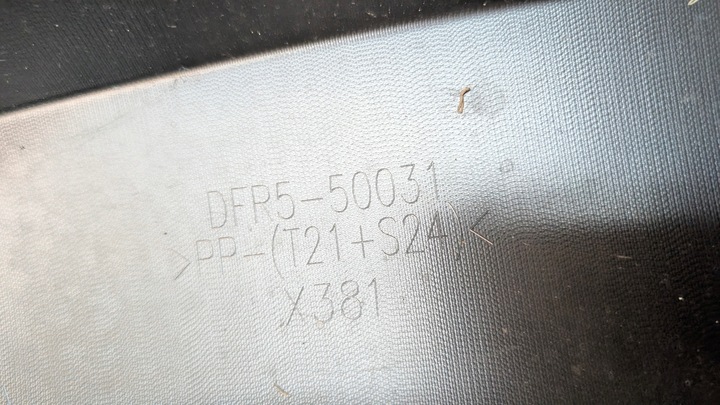 DFR5-50031
>PP-(T21+S24)<
X381